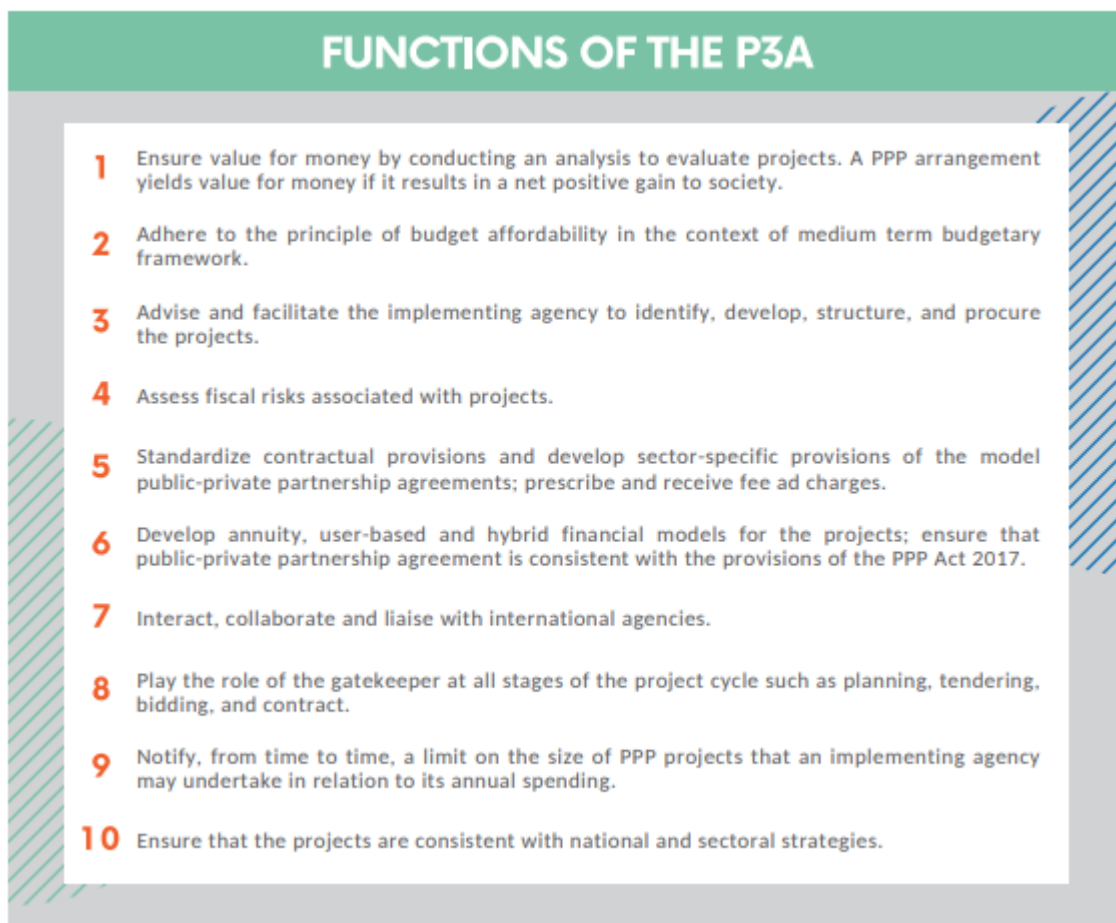 FUNCTIONS OF THE P3A
1 Ensure value for money by conducting an analysis to evaluate projects. A PPP arrangement
yields value for money if it results in a net positive gain to society.
2 Adhere to the principle of budget affordability in the context of medium term budgetary
framework.
3 Advise and facilitate the implementing agency to identify, develop, structure, and procure
the projects.
4 Assess fiscal risks associated with projects.
5 Standardize contractual provisions and develop sector-specific provisions of the model
public-private partnership agreements; prescribe and receive fee ad charges.
6 Develop annuity, user-based and hybrid financial models for the projects; ensure that
public-private partnership agreement is consistent with the provisions of the PPP Act 2017.
7 Interact, collaborate and liaise with international agencies.
8 Play the role of the gatekeeper at all stages of the project cycle such as planning, tendering,
bidding, and contract.
9 Notify, from time to time, a limit on the size of PPP projects that an implementing agency
may undertake in relation to its annual spending.
10 Ensure that the projects are consistent with national and sectoral strategies.